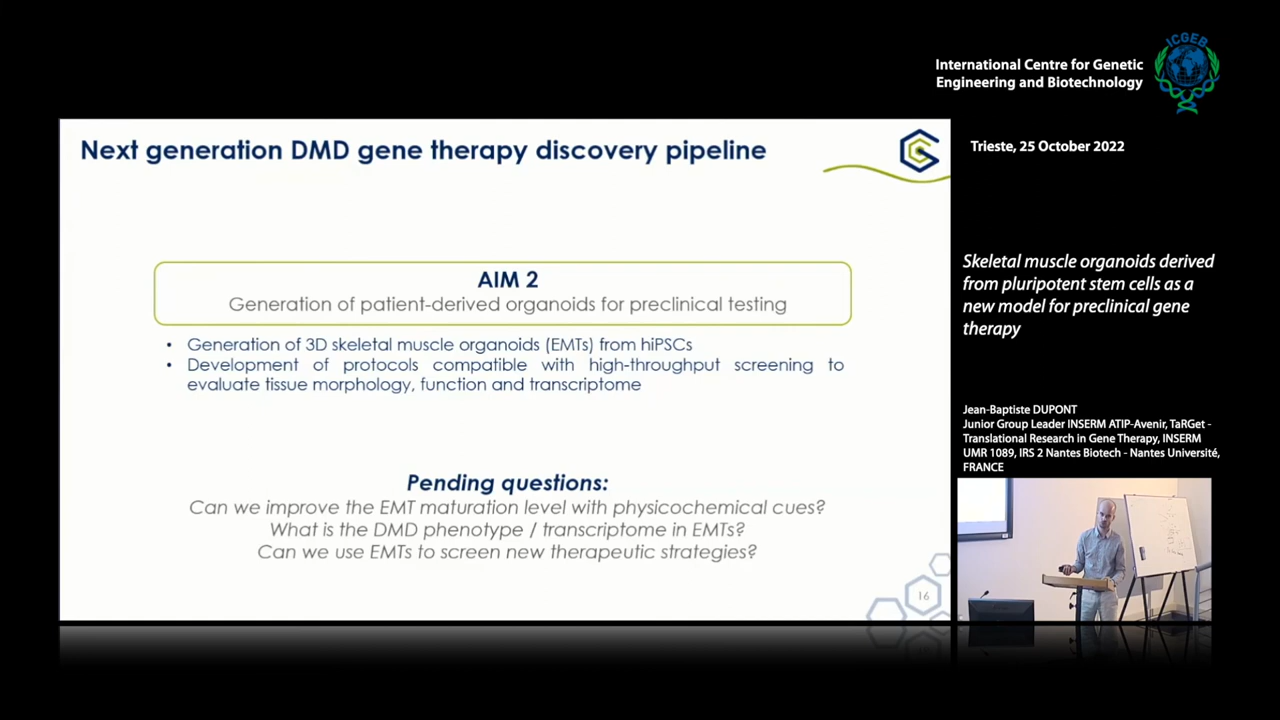 ICGEB
International Centre for Genetic
Engineering and Biotechnology
Trieste, 25 October 2022
Next generation DMD gene therapy discovery pipeline
AIM 2
Generation of patient-derived organoids for preclinical testing
• Generation of 3D skeletal muscle organoids (EMTs) from hiPSCs
• Development of protocols compatible with high-throughput screening to
evaluate tissue morphology, function and transcriptome
Pending questions:
Can we improve the EMT maturation level with physicochemical cues?
What is the DMD phenotype / transcriptome in EMTs?
Can we use EMTs to screen new therapeutic strategies?
16
Skeletal muscle organoids derived
from pluripotent stem cells as a
new model for preclinical gene
therapy
Jean-Baptiste DUPONT
Junior Group Leader INSERM ATIP-Avenir, TaRGet -
Translational Research in Gene Therapy, INSERM
UMR 1089, IRS 2 Nantes Biotech - Nantes Université,
FRANCE